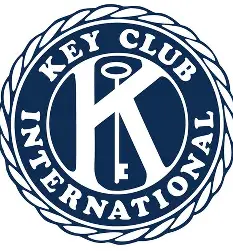 KEY CLUB
K
INTERNATIONAL